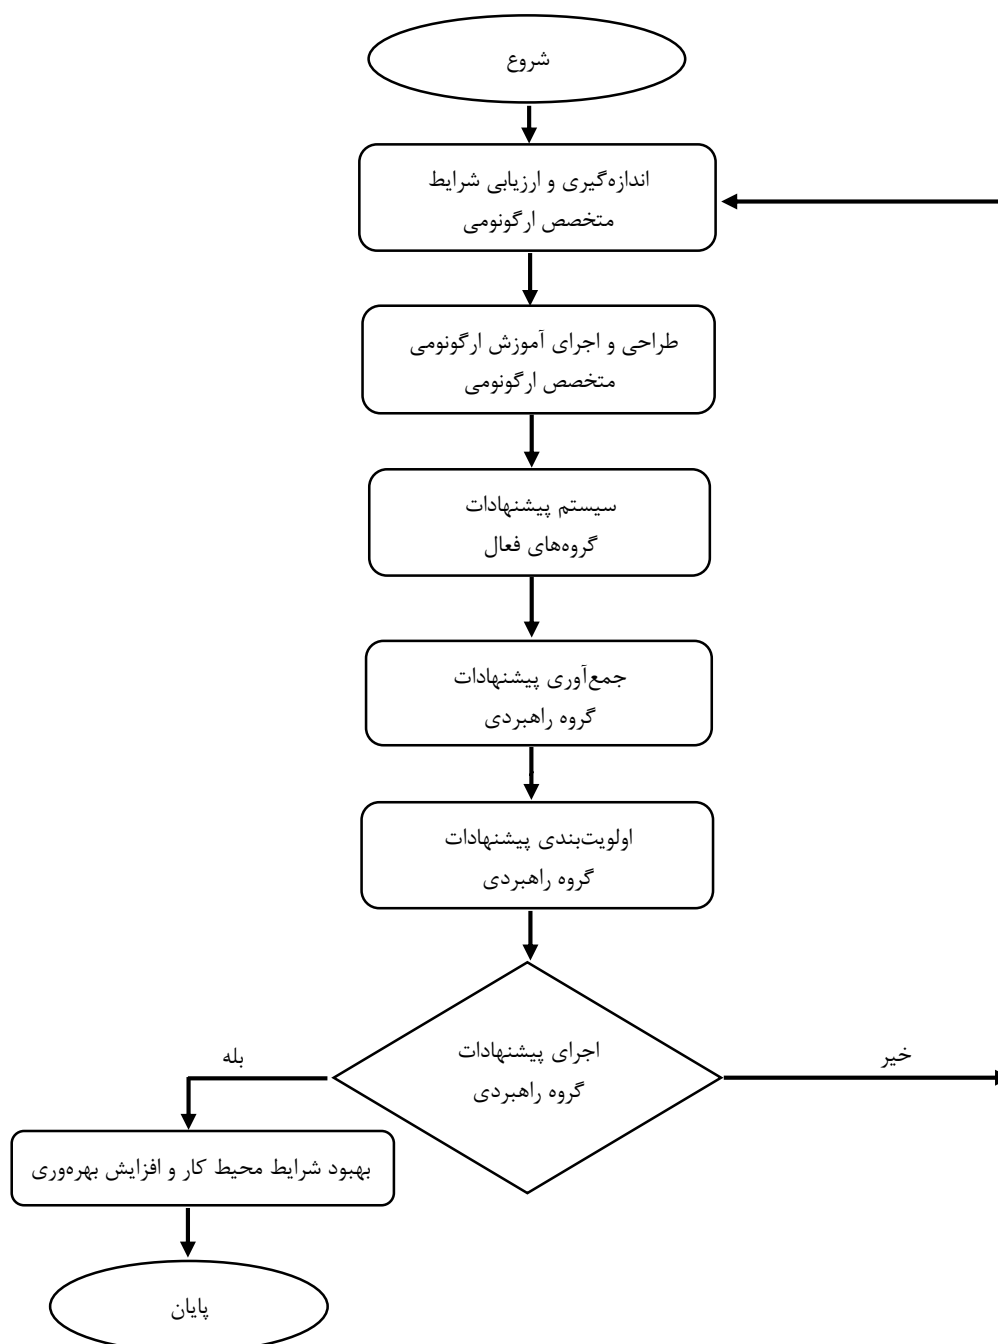 شروع
اندازه‌گیری و ارزیابی شرایط
متخصص ارگونومی
طراحی و اجرای آموزش ارگونومی
متخصص ارگونومی
سیستم پیشنهادات
گروه‌های فعال
جمع‌آوری پیشنهادات
گروه راهبردی
اولویت‌بندی پیشنهادات
گروه راهبردی
اجرای پیشنهادات
گروه راهبردی
خیر
بله
بهبود شرایط محیط کار و افزایش بهره‌وری
پایان